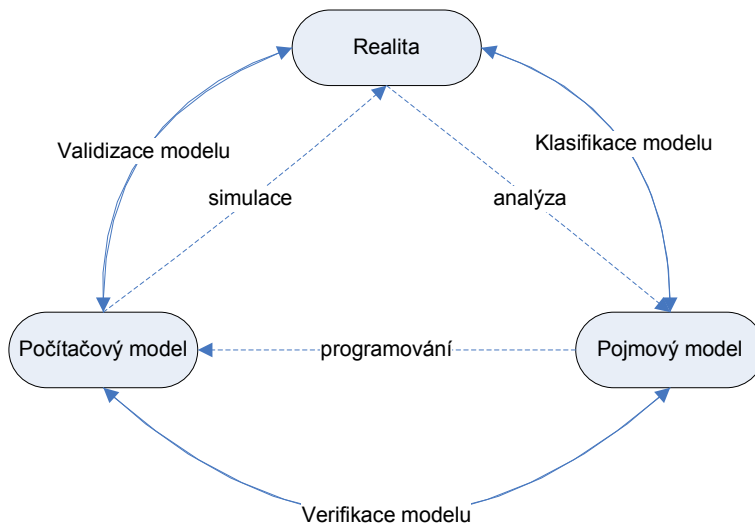 Realita
Validizace modelu
Klasifikace modelu
simulace
analýza
Počítačový model
programování
Pojmový model
Verifikace modelu